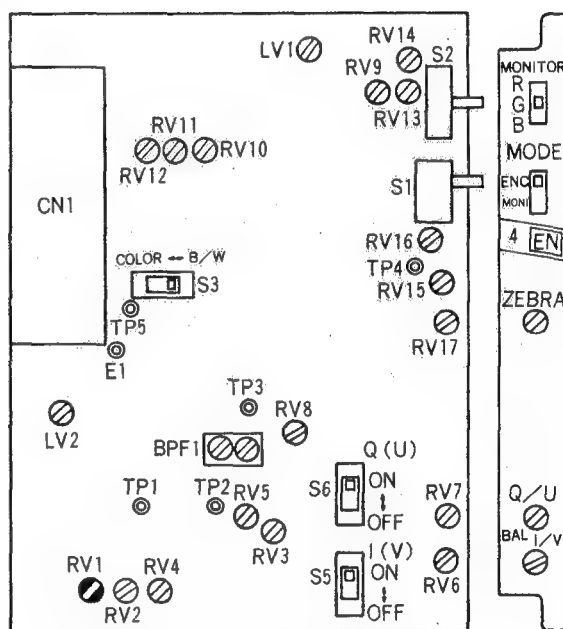 LV1
RV14
S2
RV9
RV13
MONITOR
R
G
B
RV11
RV10
RV12
MODE
CN1
S1
ENC
MONI
RV16
4 EN
COLOR ↔ B/W
S3
TP4
RV15
ZEBRA
TP5
RV17
E1
TP3
RV8
LV2
BPF1
Q (U)
S6
ON
↕
OFF
TP1
TP2
RV5
RV7
Q/U
RV3
I (V)
BAL I/V
S5
ON
↕
OFF
RV1
RV4
RV6
RV2